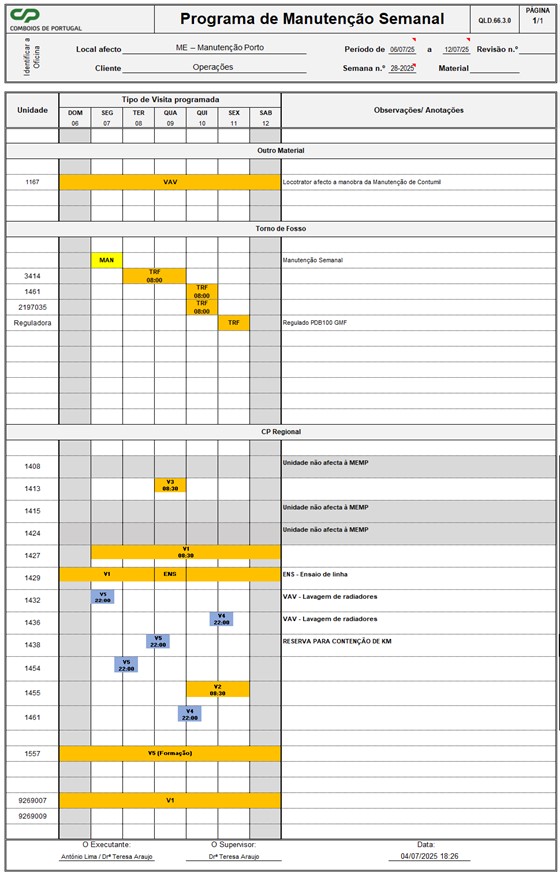 CP
COMBOIOS DE PORTUGAL
Programa de Manutenção Semanal
QLD.66.3.0
PÁGINA
1/1
Identificar a
Oficina
Local afecto ME – Manutenção Porto
Período de 06/07/25 a 12/07/25 Revisão n.º
Cliente Operações
Semana n.º 28-2025 Material
Unidade
Tipo de Visita programada
Observações/ Anotações
DOM SEG TER QUA QUI SEX SAB
06 07 08 09 10 11 12
Outro Material
1167 VAV Locotrator afecto a manobra da Manutenção de Contumil
Torno de Fosso
MAN Manutenção Semanal
3414 TRF
08:00
1461 TRF
08:00
2197035 TRF
08:00
Reguladora TRF Regulado PDB100 GMF
CP Regional
1408 Unidade não afecta à MEMP
1413 V3
08:30
1415 Unidade não afecta à MEMP
1424 Unidade não afecta à MEMP
1427 V1
08:30
1429 V1 ENS ENS - Ensaio de linha
1432 V5
22:00
VAV - Lavagem de radiadores
1436 V4
22:00
VAV - Lavagem de radiadores
1438 V5
22:00
RESERVA PARA CONTENÇÃO DE KM
1454 V5
22:00
1455 V2
08:30
1461 V4
22:00
1557 V5 (Formação)
9269007 V1
9269009
O Executante: O Supervisor: Data:
António Lima / Drª Teresa Araujo Drª Teresa Araujo 04/07/2025 18:26